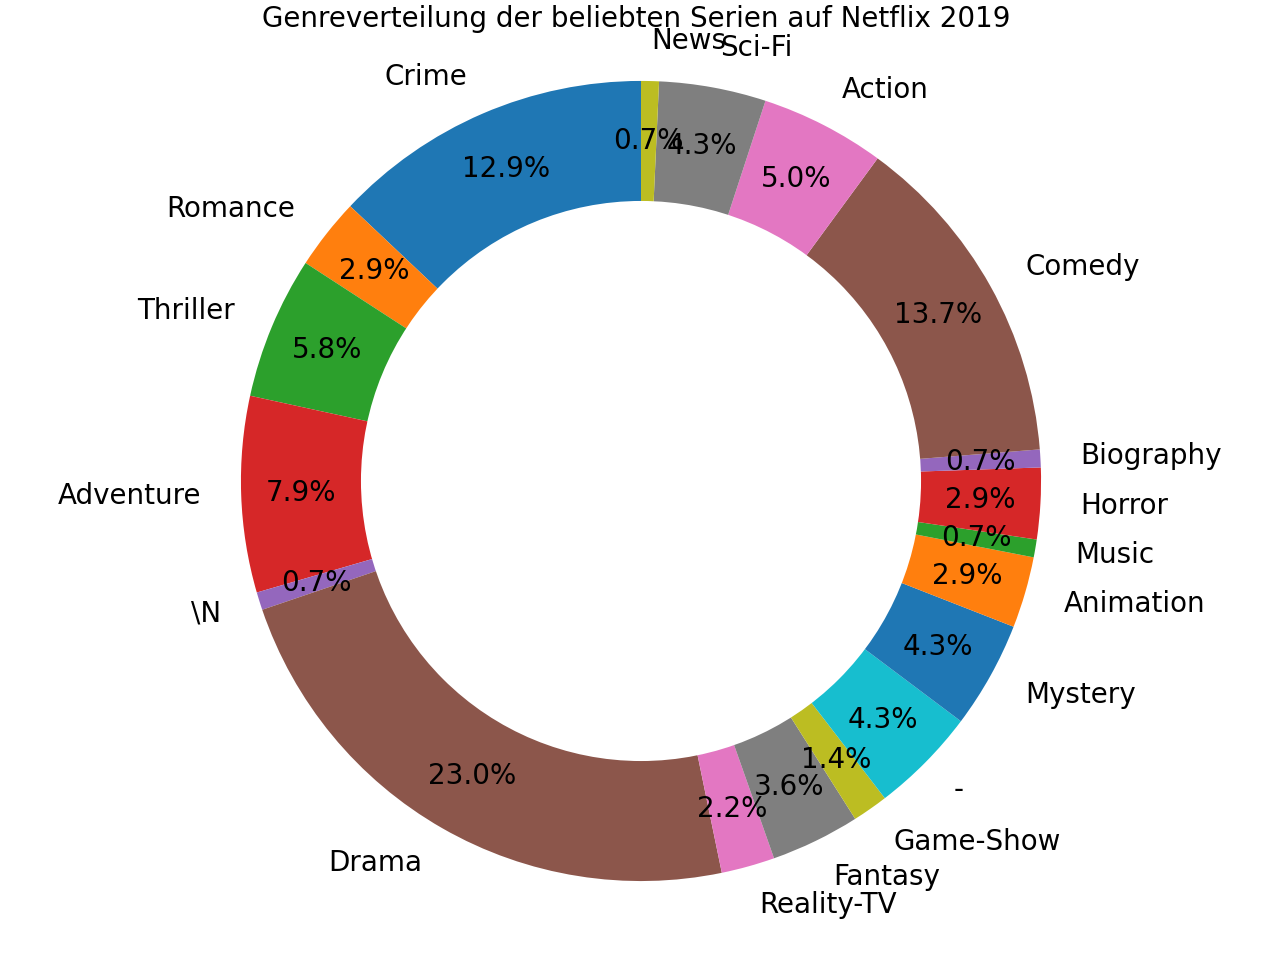 Genreverteilung der beliebten Serien auf Netflix 2019
News
Sci-Fi
Crime
Action
0.7%
4.3%
12.9%
5.0%
Romance
Comedy
2.9%
Thriller
13.7%
5.8%
Biography
0.7%
Adventure
7.9%
2.9%
Horror
0.7%
Music
2.9%
Animation
0.7%
\N
4.3%
Mystery
4.3%
23.0%
1.4%
3.6%
2.2%
-
Game-Show
Drama
Fantasy
Reality-TV